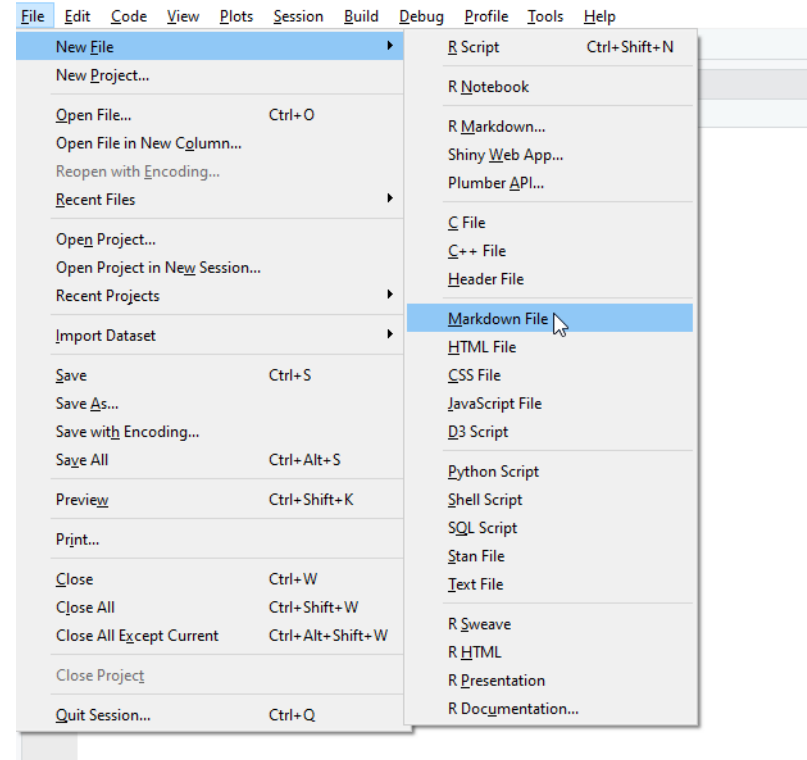 File Edit Code View Plots Session Build Debug Profile Tools Help
New File
New Project...
Open File... Ctrl+O
Open File in New Column...
Reopen with Encoding...
Recent Files
Open Project...
Open Project in New Session...
Recent Projects
Import Dataset
Save Ctrl+S
Save As...
Save with Encoding...
Save All Ctrl+Alt+S
Preview Ctrl+Shift+K
Print...
Close Ctrl+W
Close All Ctrl+Shift+W
Close All Except Current Ctrl+Alt+Shift+W
Close Project
Quit Session... Ctrl+Q
R Script Ctrl+Shift+N
R Notebook
R Markdown...
Shiny Web App...
Plumber API...
C File
C++ File
Header File
Markdown File
HTML File
CSS File
JavaScript File
D3 Script
Python Script
Shell Script
SQL Script
Stan File
Text File
R Sweave
R HTML
R Presentation
R Documentation...